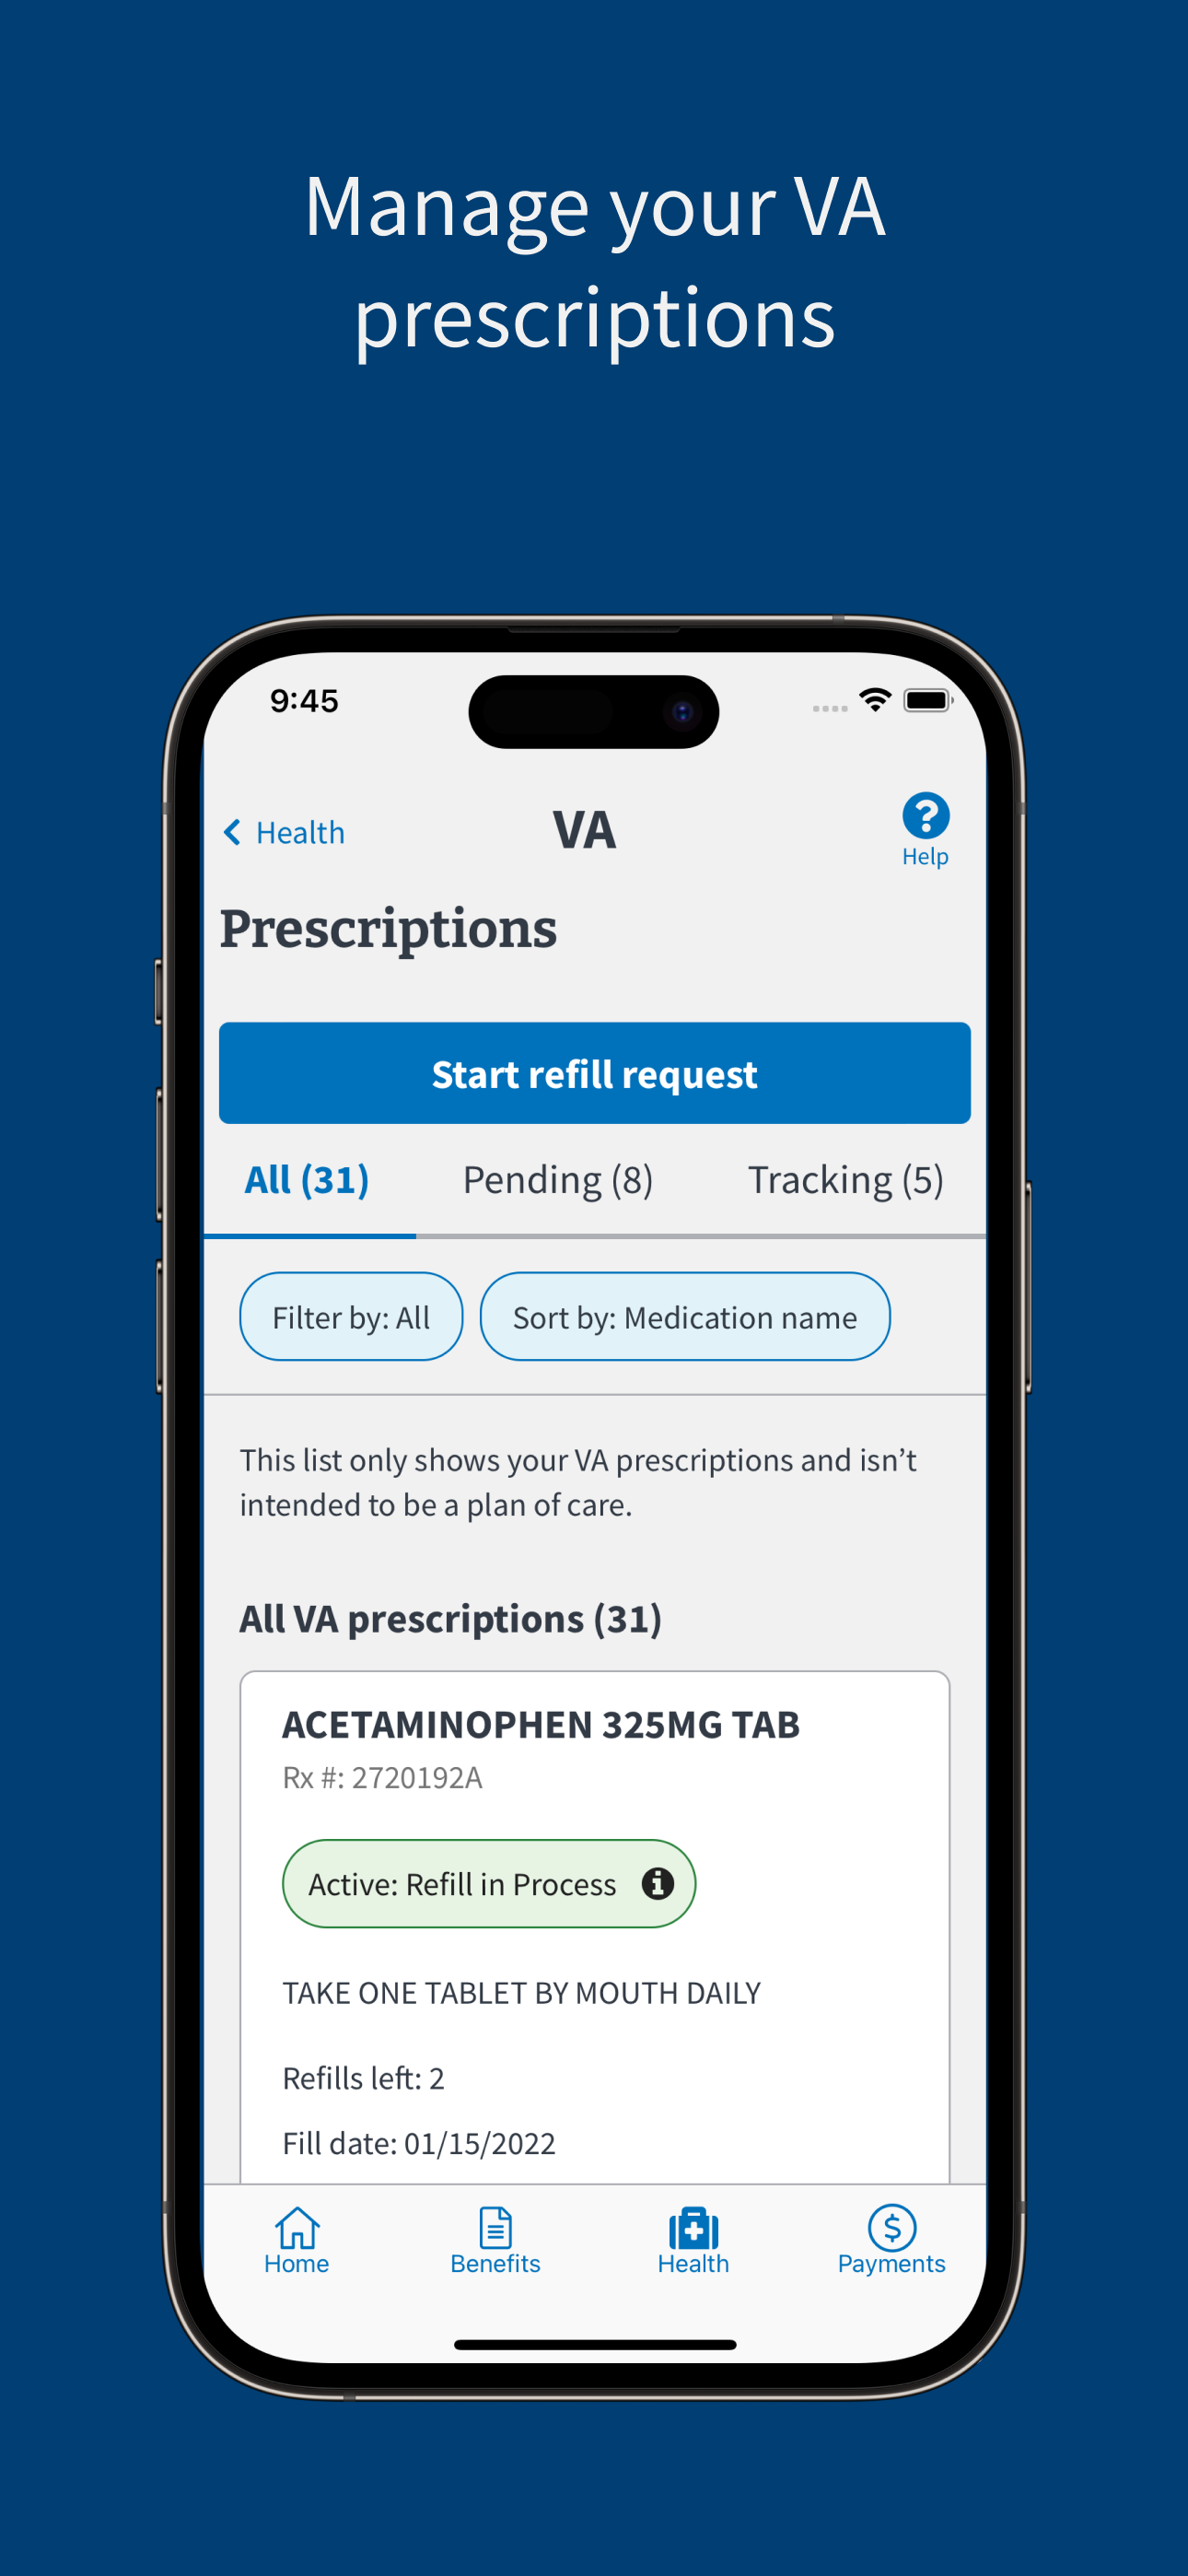 Manage your VA
prescriptions
9:45
Health
VA
Help
Prescriptions
Start refill request
All (31)
Pending (8)
Tracking (5)
Filter by: All
Sort by: Medication name
This list only shows your VA prescriptions and isn’t
intended to be a plan of care.
All VA prescriptions (31)
ACETAMINOPHEN 325MG TAB
Rx #: 2720192A
Active: Refill in Process
TAKE ONE TABLET BY MOUTH DAILY
Refills left: 2
Fill date: 01/15/2022
Home
Benefits
Health
Payments